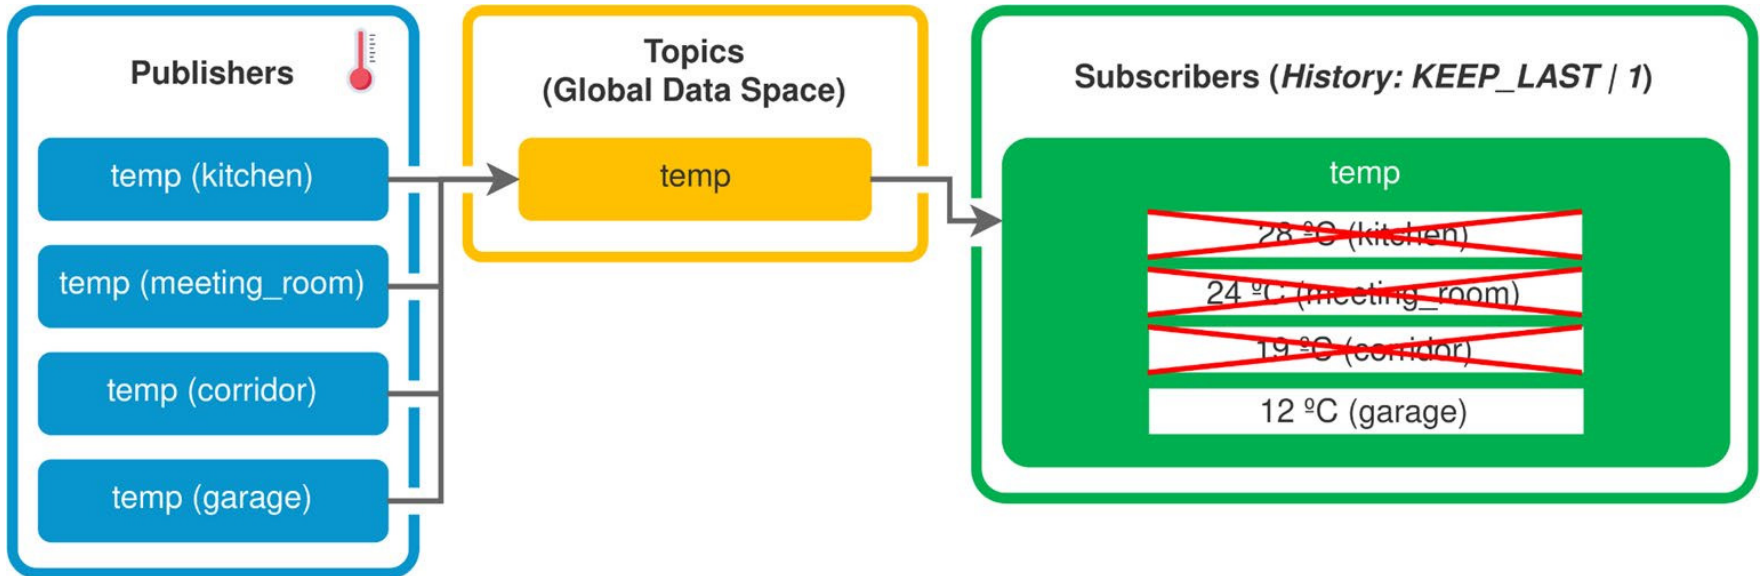 Publishers
temp (kitchen)
temp (meeting_room)
temp (corridor)
temp (garage)
Topics
(Global Data Space)
temp
Subscribers (History: KEEP_LAST | 1)
temp
28 ºC (kitchen)
24 ºC (meeting_room)
19 ºC (corridor)
12 ºC (garage)